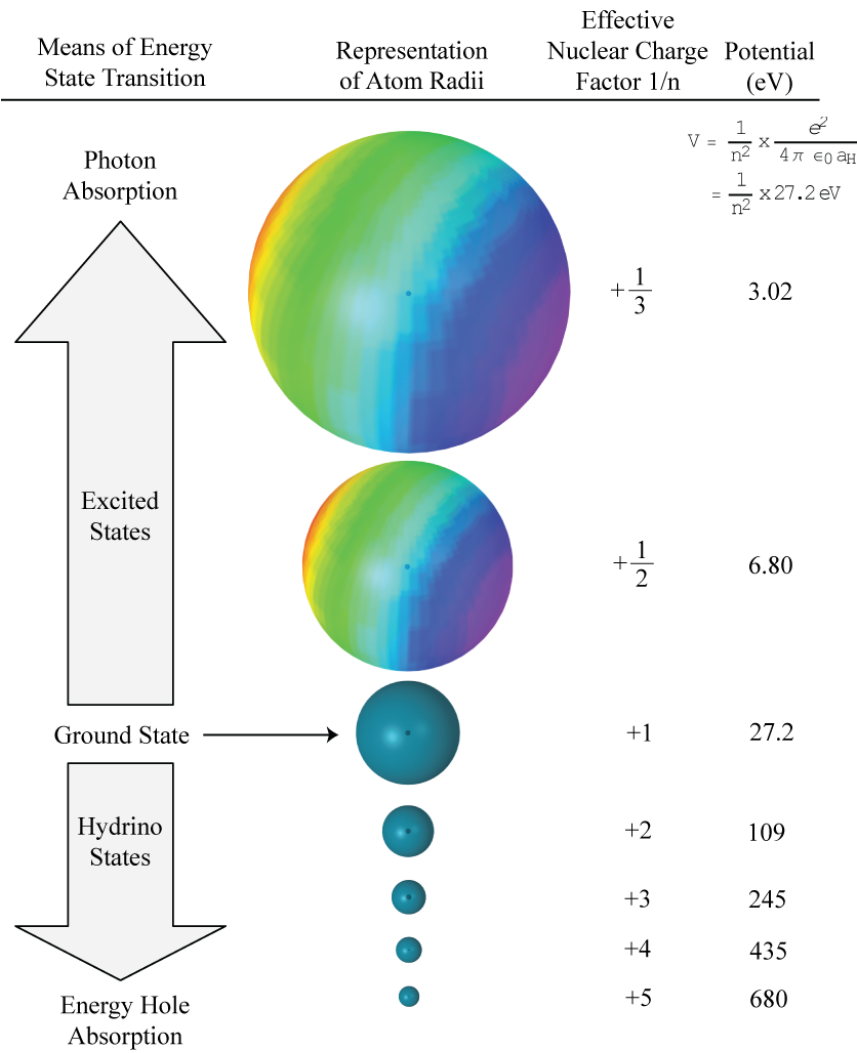 Means of Energy
State Transition
Representation
of Atom Radii
Effective
Nuclear Charge
Factor 1/n
Potential
(eV)
Photon
Absorption
V = 1/n² x e²/4π ϵ₀ aH
= 1/n² x 27.2 eV
+1/3
3.02
Excited
States
+1/2
6.80
Ground State
+1
27.2
Hydrino
States
+2
109
+3
245
+4
435
+5
680
Energy Hole
Absorption